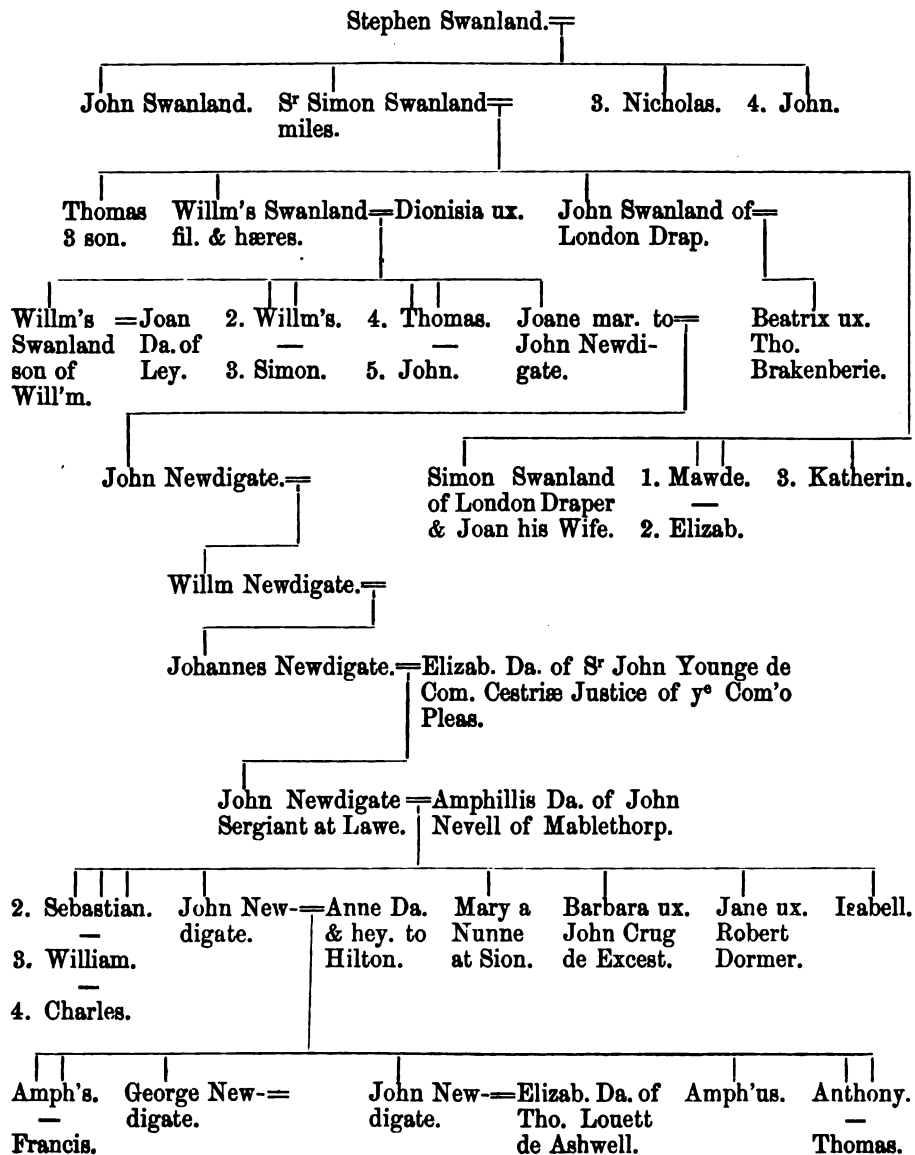 Stephen Swanland.
John Swanland. Sr Simon Swanland 3. Nicholas. 4. John.
miles.
Thomas Willm's Swanland=Dionisia ux. John Swanland of=
3 son. fil. & hæres. London Drap.
Willm's =Joan 2. Willm's. 4. Thomas. Joane mar. to= Beatrix ux.
Swanland Da. of — — John Newdi- Tho.
son of Ley. 3. Simon. 5. John. gate. Brakenberie.
Will'm.
John Newdigate.= Simon Swanland 1. Mawde. 3. Katherin.
of London Draper —
& Joan his Wife. 2. Elizab.
Willm Newdigate.=
Johannes Newdigate.=Elizab. Da. of Sr John Younge de
Com. Cestriæ Justice of ye Com'o
Pleas.
John Newdigate =Amphillis Da. of John
Sergiant at Lawe. Nevell of Mablethorp.
2. Sebastian. John New-= Anne Da. Mary a Barbara ux. Jane ux. Isabell.
— digate. & hey. to Nunne John Crug Robert
3. William. Hilton. at Sion. de Excest. Dormer.
—
4. Charles.
Amph's. George New-= John New-=Elizab. Da. of Amph'us. Anthony.
— digate. digate. Tho. Louett —
Francis. de Ashwell. Thomas.